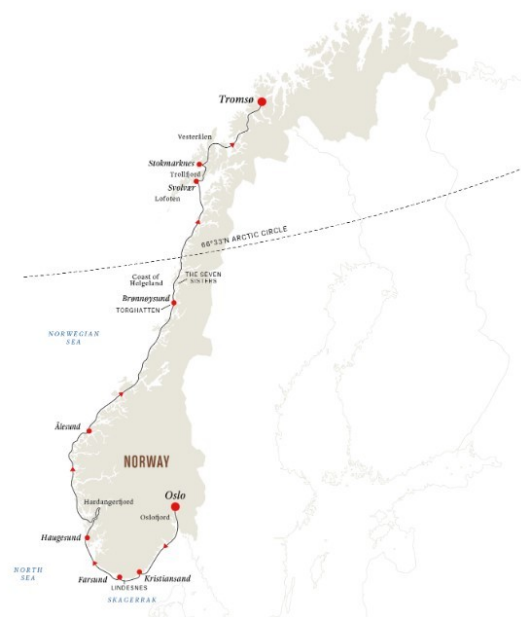 Tromsø
Vesterålen
Stokmarknes
Trollfjord
Svolvær
Lofoten
66°33'N ARCTIC CIRCLE
Coast of
Helgeland
THE SEVEN
SISTERS
Brønnøysund
TORGHATTEN
NORWEGIAN
SEA
Ålesund
NORWAY
Hardangerfjord
Oslo
Oslofjord
Haugesund
NORTH
SEA
Farsund
Kristiansand
LINDESNES
SKAGERRAK